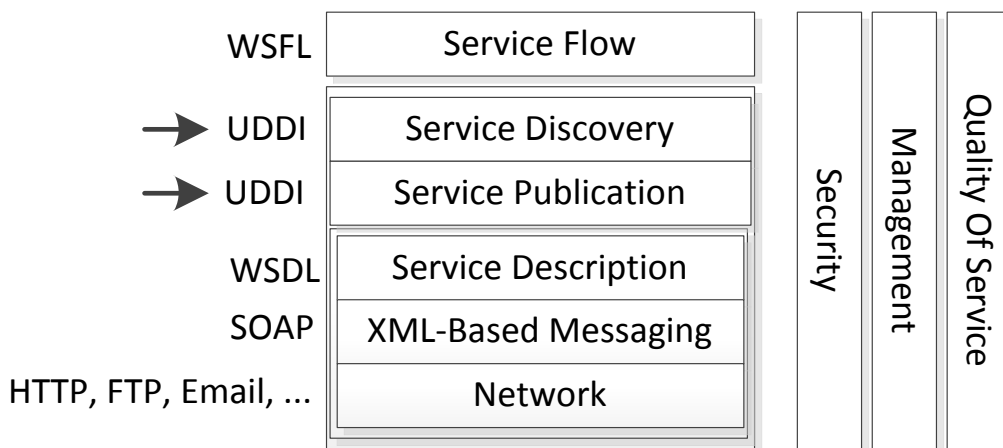 WSFL Service Flow
UDDI Service Discovery
UDDI Service Publication
WSDL Service Description
SOAP XML-Based Messaging
HTTP, FTP, Email, ... Network
Security
Management
Quality Of Service